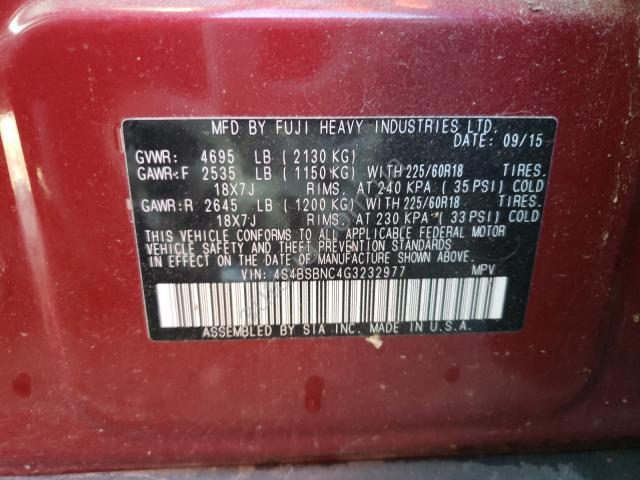 MFD BY FUJI HEAVY INDUSTRIES LTD.
DATE: 09/15
GVWR: 4695 LB (2130 KG)
GAWR:F 2535 LB (1150 KG) WITH 225/60R18 TIRES.
18X7J RIMS. AT 240 KPA (35 PSI) COLD
GAWR:R 2645 LB (1200 KG) WITH 225/60R18 TIRES.
18X7J RIMS. AT 230 KPA (33 PSI) COLD
THIS VEHICLE CONFORMS TO ALL APPLICABLE FEDERAL MOTOR
VEHICLE SAFETY AND THEFT PREVENTION STANDARDS
IN EFFECT ON THE DATE OF MANUFACTURE SHOWN ABOVE.
VIN: 4S4BSBNC4G3232977 MPV
ASSEMBLED BY SIA INC. MADE IN U.S.A.